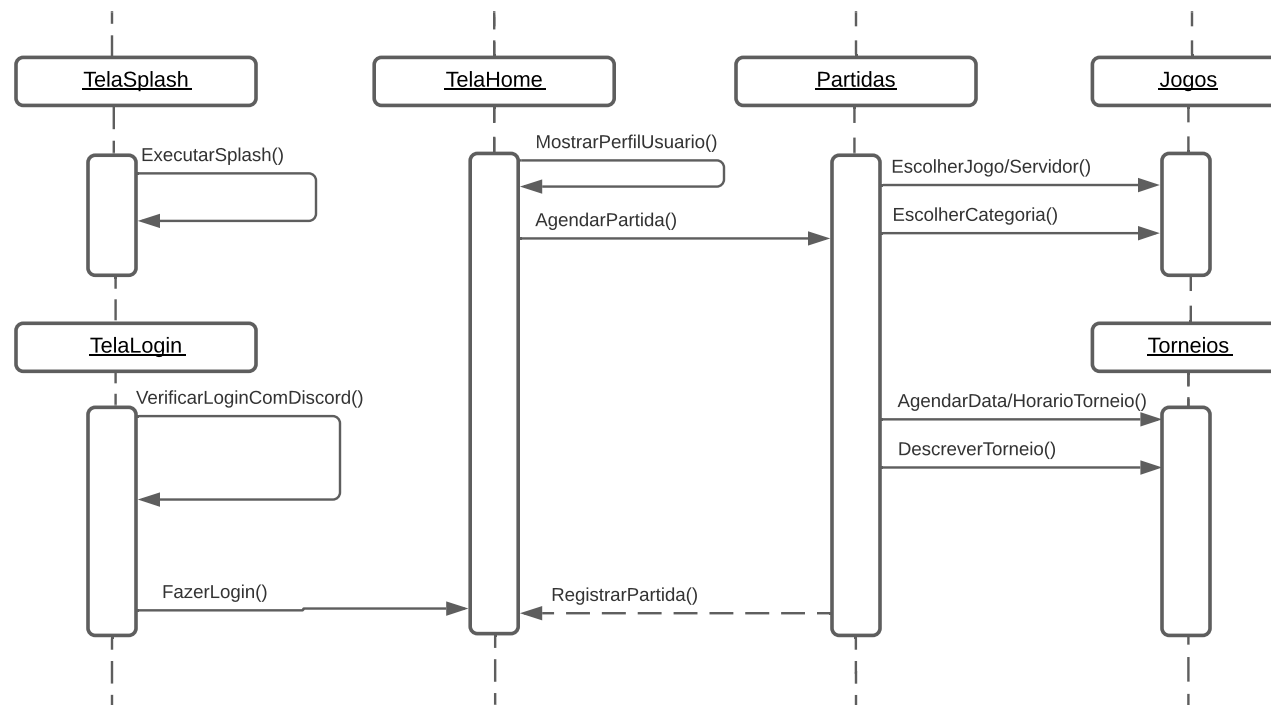 TelaSplash
TelaHome
Partidas
Jogos
MostrarPerfilUsuario()
ExecutarSplash()
EscolherJogo/Servidor()
AgendarPartida()
EscolherCategoria()
TelaLogin
Torneios
VerificarLoginComDiscord()
AgendarData/HorarioTorneio()
DescreverTorneio()
FazerLogin()
RegistrarPartida()